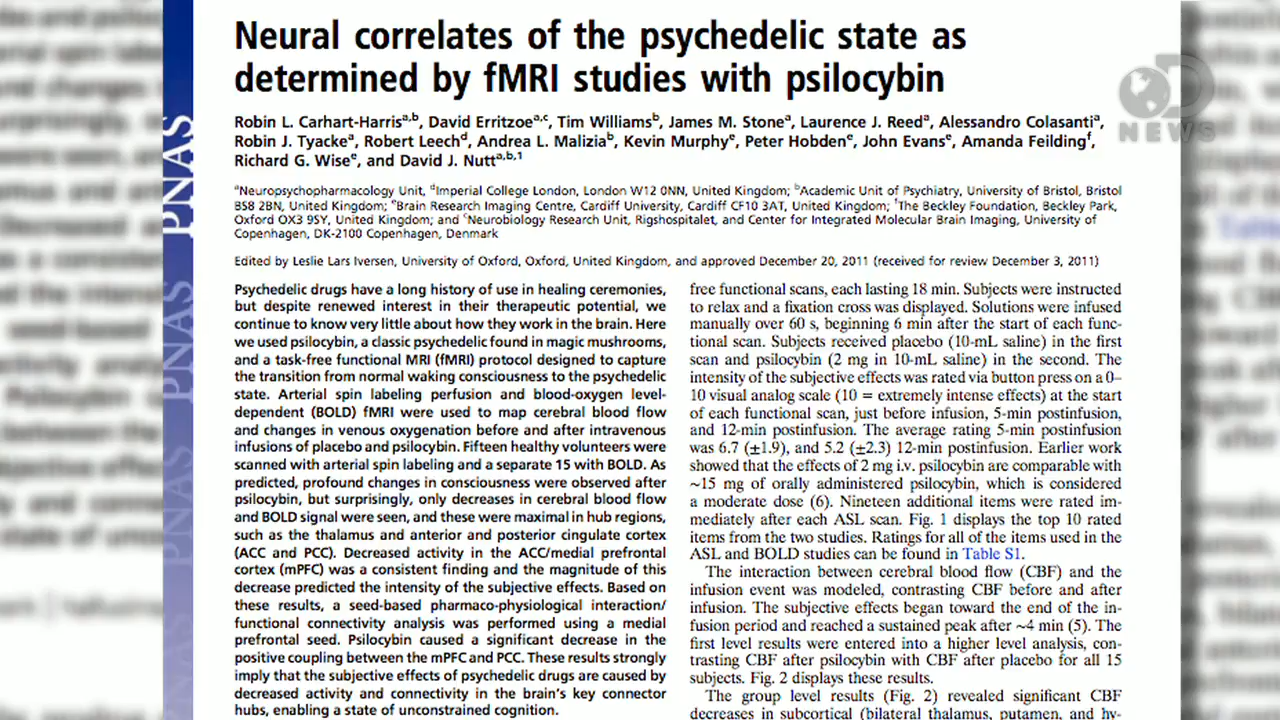 Neural correlates of the psychedelic state as
determined by fMRI studies with psilocybin
Robin L. Carhart-Harrisa,b, David Erritzoea,c, Tim Williamsb, James M. Stonea, Laurence J. Reeda, Alessandro Colasantia,
Robin J. Tyackea, Robert Leechd, Andrea L. Maliziab, Kevin Murphye, Peter Hobdene, John Evanse, Amanda Feildingf,
Richard G. Wisee, and David J. Nutta,b,1
aNeuropsychopharmacology Unit, dImperial College London, London W12 0NN, United Kingdom; bAcademic Unit of Psychiatry, University of Bristol, Bristol
BS8 2BN, United Kingdom; eBrain Research Imaging Centre, Cardiff University, Cardiff CF10 3AT, United Kingdom; fThe Beckley Foundation, Beckley Park,
Oxford OX3 9SY, United Kingdom; and cNeurobiology Research Unit, Rigshospitalet, and Center for Integrated Molecular Brain Imaging, University of
Copenhagen, DK-2100 Copenhagen, Denmark
Edited by Leslie Lars Iversen, University of Oxford, Oxford, United Kingdom, and approved December 20, 2011 (received for review December 3, 2011)
Psychedelic drugs have a long history of use in healing ceremonies,
but despite renewed interest in their therapeutic potential, we
continue to know very little about how they work in the brain. Here
we used psilocybin, a classic psychedelic found in magic mushrooms,
and a task-free functional MRI (fMRI) protocol designed to capture
the transition from normal waking consciousness to the psychedelic
state. Arterial spin labeling perfusion and blood-oxygen level-
dependent (BOLD) fMRI were used to map cerebral blood flow
and changes in venous oxygenation before and after intravenous
infusions of placebo and psilocybin. Fifteen healthy volunteers were
scanned with arterial spin labeling and a separate 15 with BOLD. As
predicted, profound changes in consciousness were observed after
psilocybin, but surprisingly, only decreases in cerebral blood flow
and BOLD signal were seen, and these were maximal in hub regions,
such as the thalamus and anterior and posterior cingulate cortex
(ACC and PCC). Decreased activity in the ACC/medial prefrontal
cortex (mPFC) was a consistent finding and the magnitude of this
decrease predicted the intensity of the subjective effects. Based on
these results, a seed-based pharmaco-physiological interaction/
functional connectivity analysis was performed using a medial
prefrontal seed. Psilocybin caused a significant decrease in the
positive coupling between the mPFC and PCC. These results strongly
imply that the subjective effects of psychedelic drugs are caused by
decreased activity and connectivity in the brain's key connector
hubs, enabling a state of unconstrained cognition.
free functional scans, each lasting 18 min. Subjects were instructed
to relax and a fixation cross was displayed. Solutions were infused
manually over 60 s, beginning 6 min after the start of each func-
tional scan. Subjects received placebo (10-mL saline) in the first
scan and psilocybin (2 mg in 10-mL saline) in the second. The
intensity of the subjective effects was rated via button press on a 0–
10 visual analog scale (10 = extremely intense effects) at the start
of each functional scan, just before infusion, 5-min postinfusion,
and 12-min postinfusion. The average rating 5-min postinfusion
was 6.7 (±1.9), and 5.2 (±2.3) 12-min postinfusion. Earlier work
showed that the effects of 2 mg i.v. psilocybin are comparable with
~15 mg of orally administered psilocybin, which is considered
a moderate dose (6). Nineteen additional items were rated im-
mediately after each ASL scan. Fig. 1 displays the top 10 rated
items from the two studies. Ratings for all of the items used in the
ASL and BOLD studies can be found in Table S1.
The interaction between cerebral blood flow (CBF) and the
infusion event was modeled, contrasting CBF before and after
infusion. The subjective effects began toward the end of the in-
fusion period and reached a sustained peak after ~4 min (5). The
first level results were entered into a higher level analysis, con-
trasting CBF after psilocybin with CBF after placebo for all 15
subjects. Fig. 2 displays these results.
The group level results (Fig. 2) revealed significant CBF
decreases in subcortical (bilateral thalamus, putamen, and hy-
PNAS
PNAS
PNAS
D
NEWS